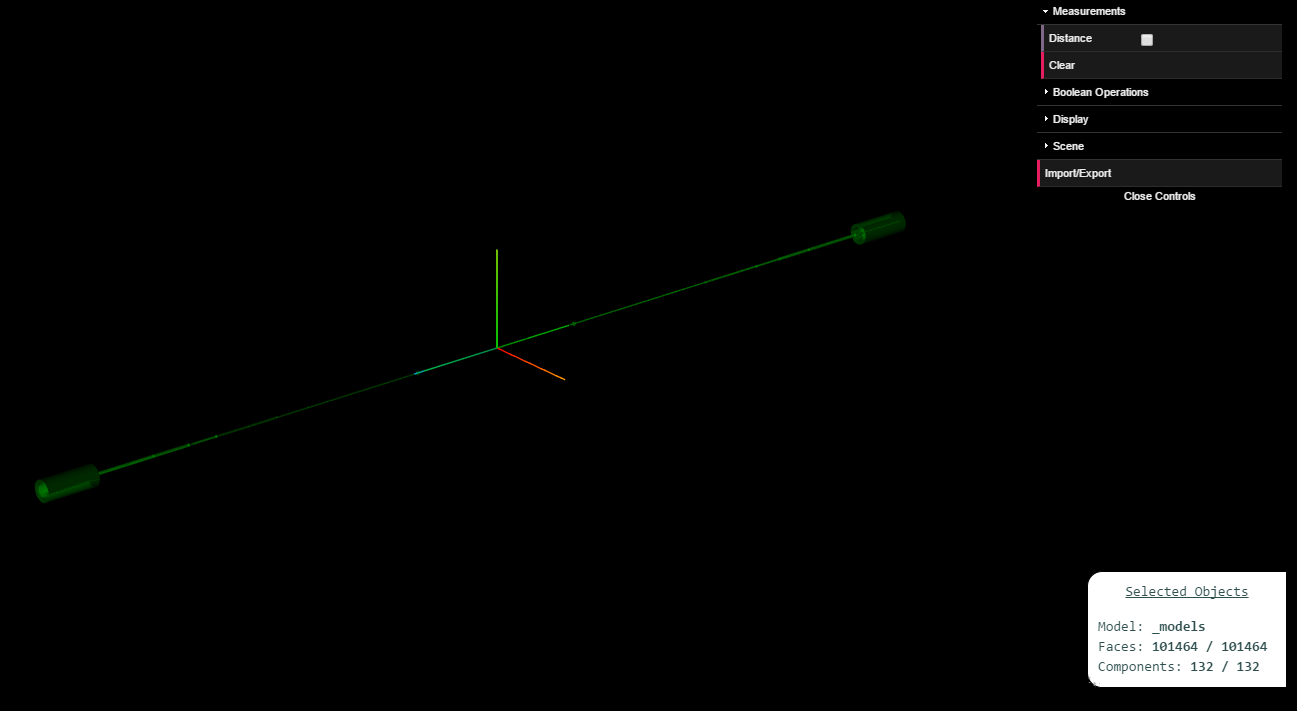 Measurements
Distance
Clear
Boolean Operations
Display
Scene
Import/Export
Close Controls
Selected Objects
Model: _models
Faces: 101464 / 101464
Components: 132 / 132